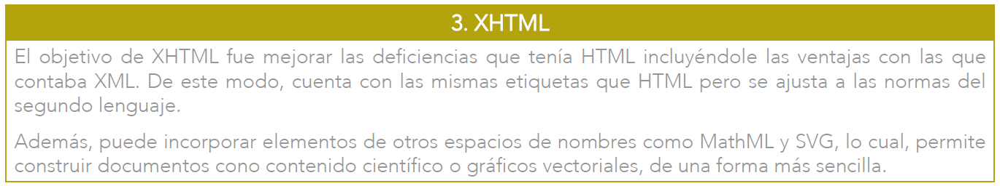 3. XHTML
El objetivo de XHTML fue mejorar las deficiencias que tenía HTML incluyéndole las ventajas con las que
contaba XML. De este modo, cuenta con las mismas etiquetas que HTML pero se ajusta a las normas del
segundo lenguaje.
Además, puede incorporar elementos de otros espacios de nombres como MathML y SVG, lo cual, permite
construir documentos cono contenido científico o gráficos vectoriales, de una forma más sencilla.